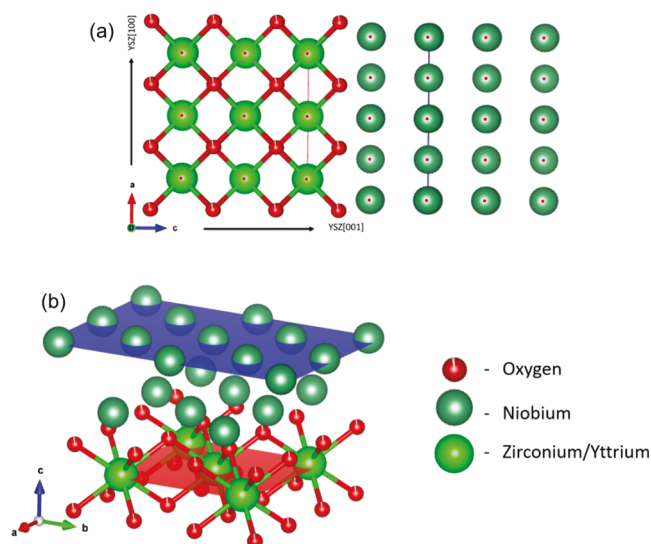 (a)
YSZ[100]
a
b
c
YSZ[001]
(b)
c
a
b
- Oxygen
- Niobium
- Zirconium/Yttrium